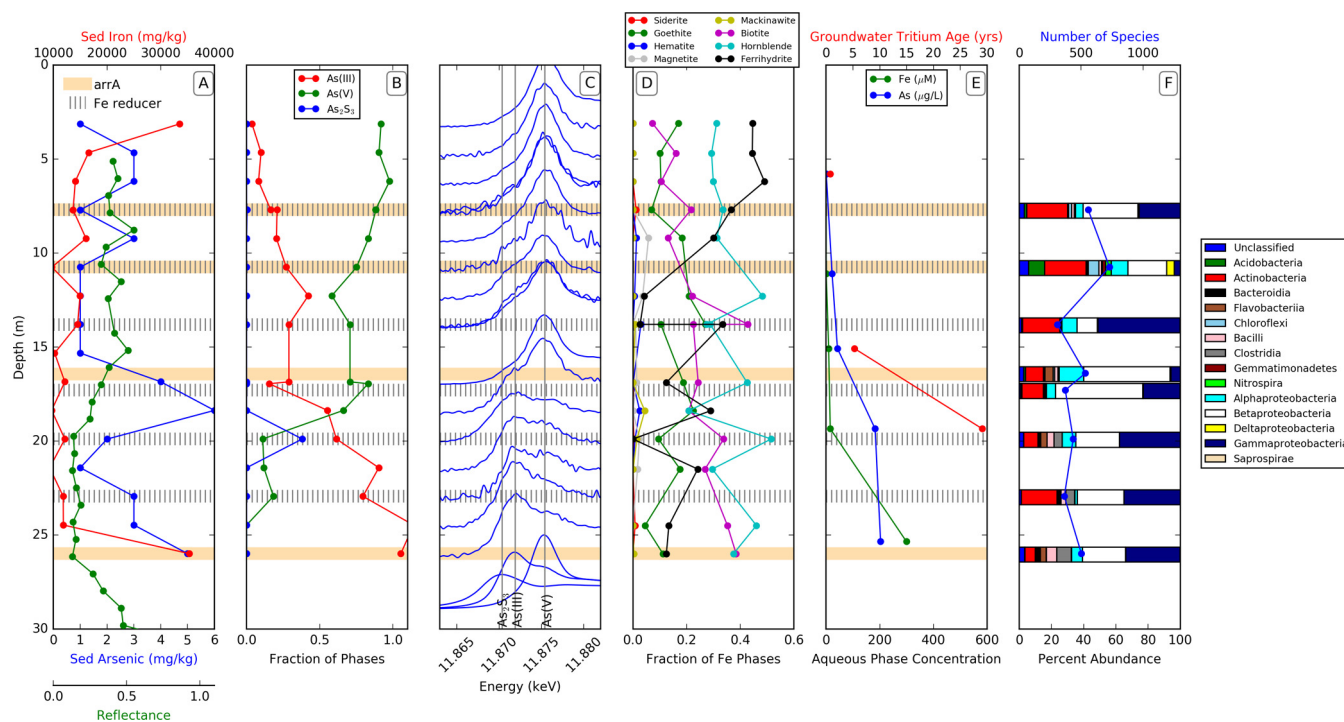 Sed Iron (mg/kg)
10000 20000 30000 40000
Siderite
Goethite
Hematite
Magnetite
Mackinawite
Biotite
Hornblende
Ferrihydrite
Groundwater Tritium Age (yrs)
0 5 10 15 20 25 30
Number of Species
0 500 1000
A
arrA
Fe reducer
B
As(III)
As(V)
As2S3
C
D
E
Fe (μM)
As (μg/L)
F
Depth (m)
0
5
10
15
20
25
30
As2S3
As(III)
As(V)
Unclassified
Acidobacteria
Actinobacteria
Bacteroidia
Flavobacteriia
Chloroflexi
Bacilli
Clostridia
Gemmatimonadetes
Nitrospira
Alphaproteobacteria
Betaproteobacteria
Deltaproteobacteria
Gammaproteobacteria
Saprospirae
0 1 2 3 4 5 6
Sed Arsenic (mg/kg)
0.0 0.5 1.0
Reflectance
0.0 0.5 1.0
Fraction of Phases
11.865 11.870 11.875 11.880
Energy (keV)
0.0 0.2 0.4 0.6
Fraction of Fe Phases
0 200 400 600
Aqueous Phase Concentration
0 20 40 60 80 100
Percent Abundance